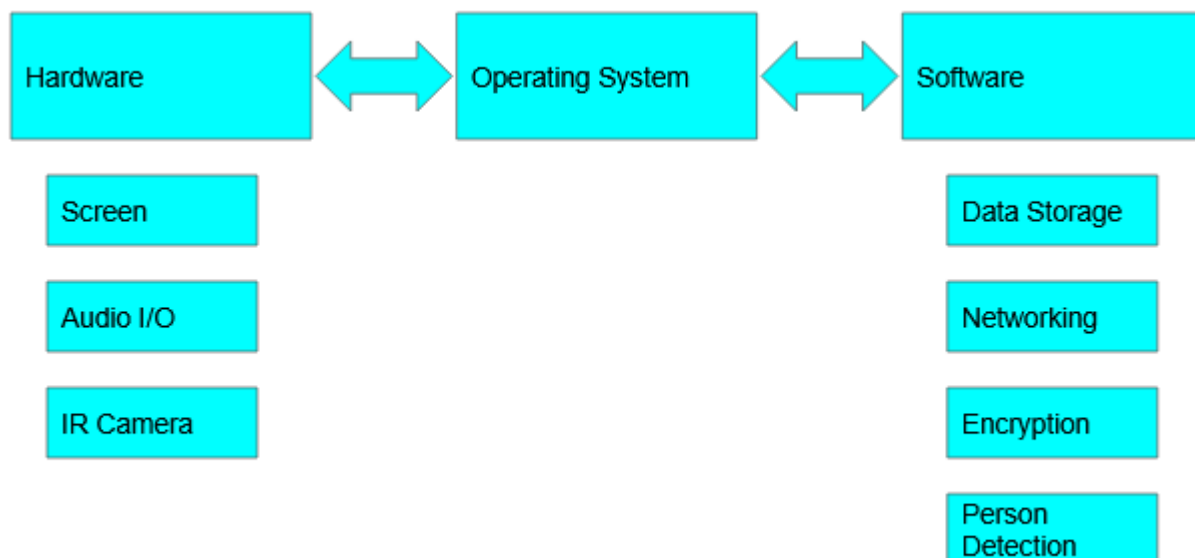 Hardware
Operating System
Software
Screen
Data Storage
Audio I/O
Networking
IR Camera
Encryption
Person
Detection